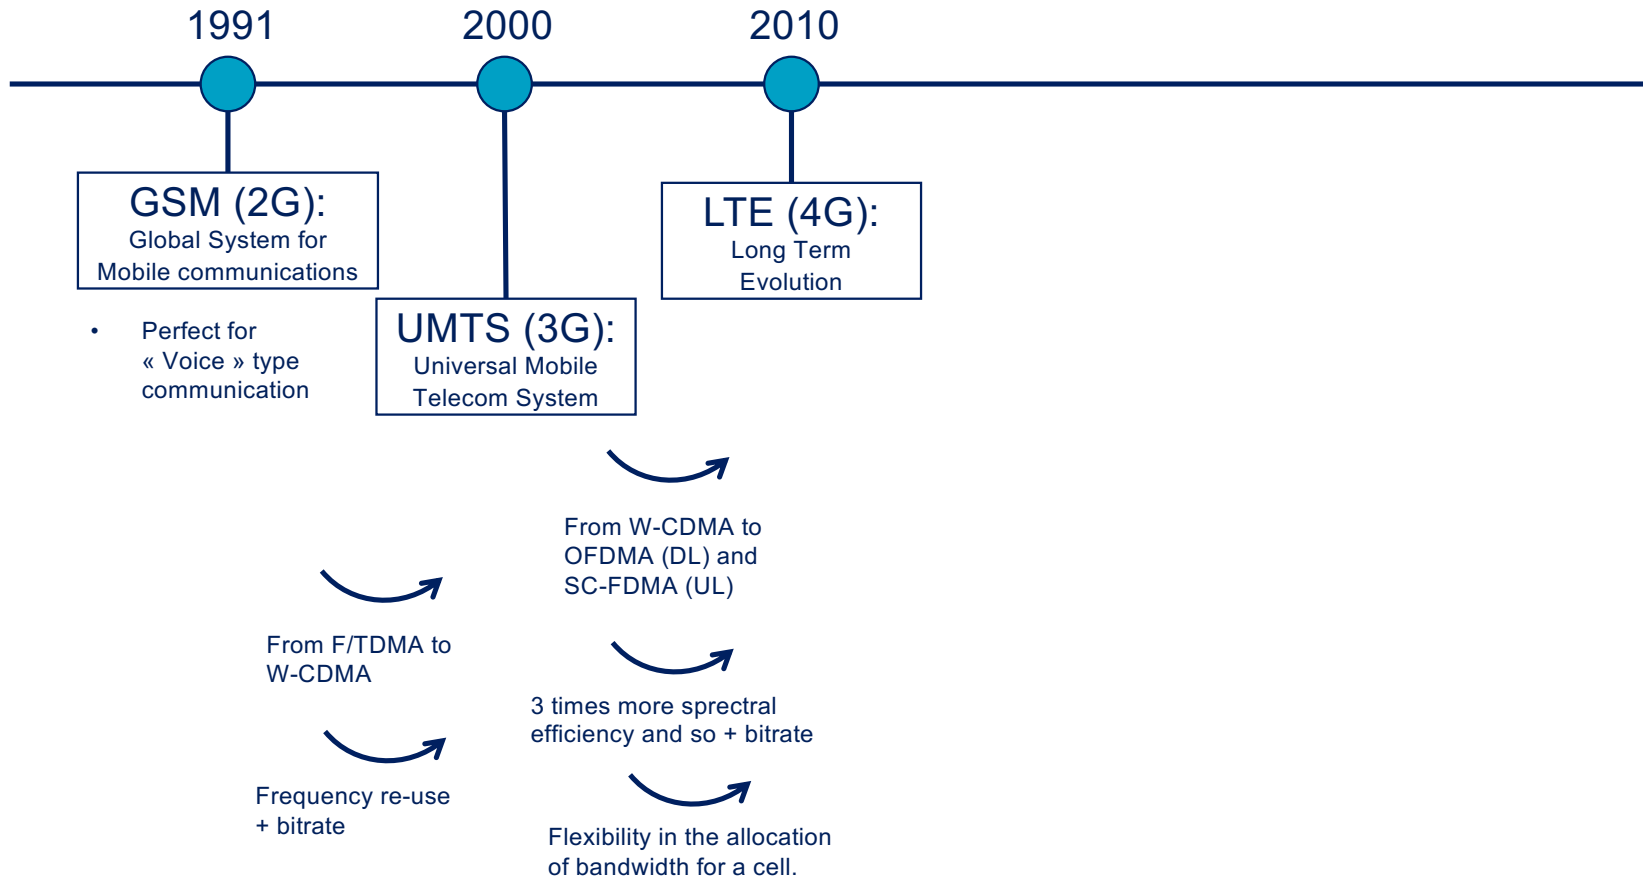 1991
2000
2010
GSM (2G):
Global System for
Mobile communications
• Perfect for
« Voice » type
communication
UMTS (3G):
Universal Mobile
Telecom System
LTE (4G):
Long Term
Evolution
From F/TDMA to
W-CDMA
Frequency re-use
+ bitrate
From W-CDMA to
OFDMA (DL) and
SC-FDMA (UL)
3 times more sprectral
efficiency and so + bitrate
Flexibility in the allocation
of bandwidth for a cell.